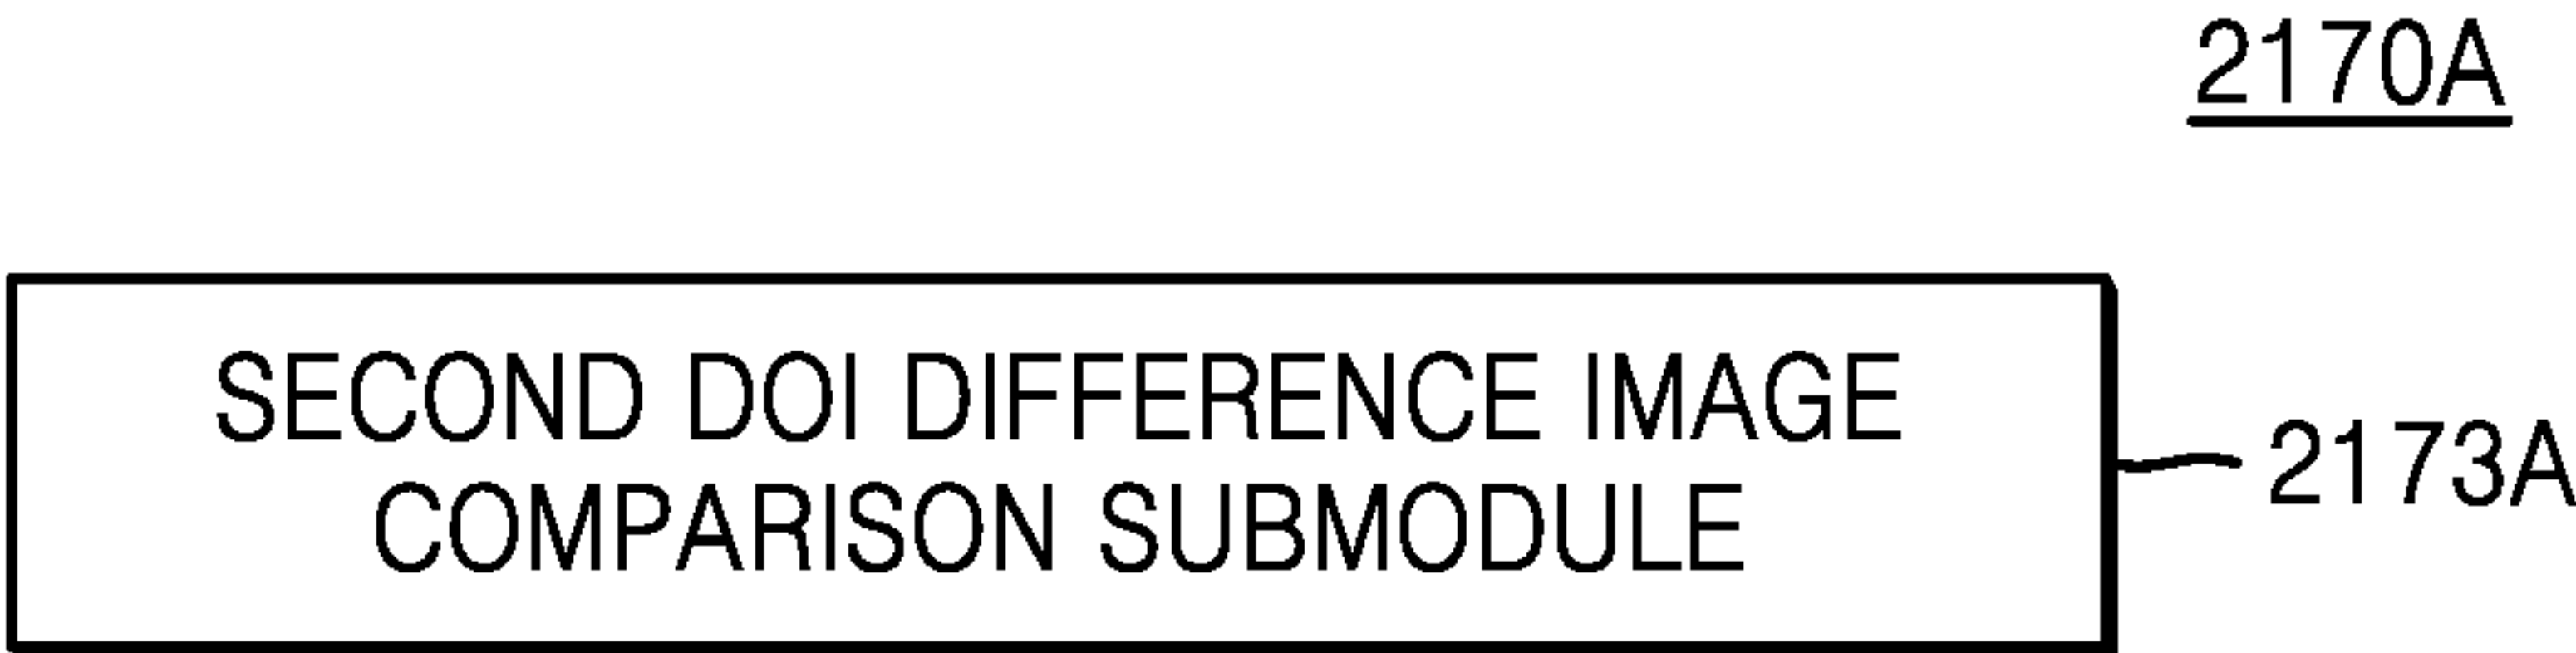 2170A
SECOND DOI DIFFERENCE IMAGE
COMPARISON SUBMODULE
2173A